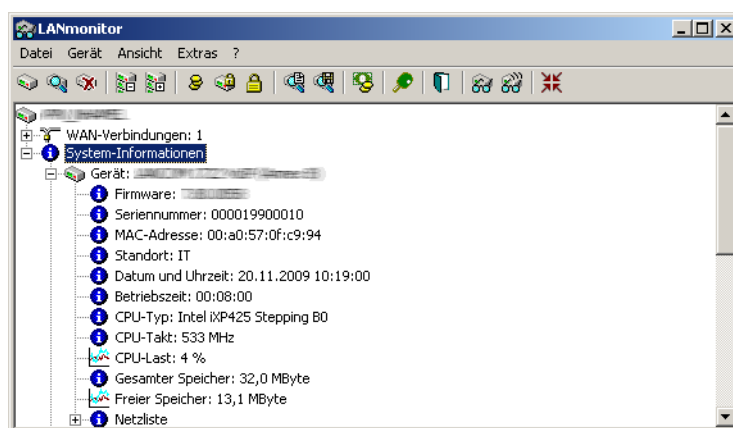 LANmonitor
Datei Gerät Ansicht Extras ?
WAN-Verbindungen: 1
System-Informationen
Gerät:
Firmware:
Seriennummer: 000019900010
MAC-Adresse: 00:a0:57:0f:c9:94
Standort: IT
Datum und Uhrzeit: 20.11.2009 10:19:00
Betriebszeit: 00:08:00
CPU-Typ: Intel iXP425 Stepping B0
CPU-Takt: 533 MHz
CPU-Last: 4 %
Gesamter Speicher: 32,0 MByte
Freier Speicher: 13,1 MByte
Netzliste